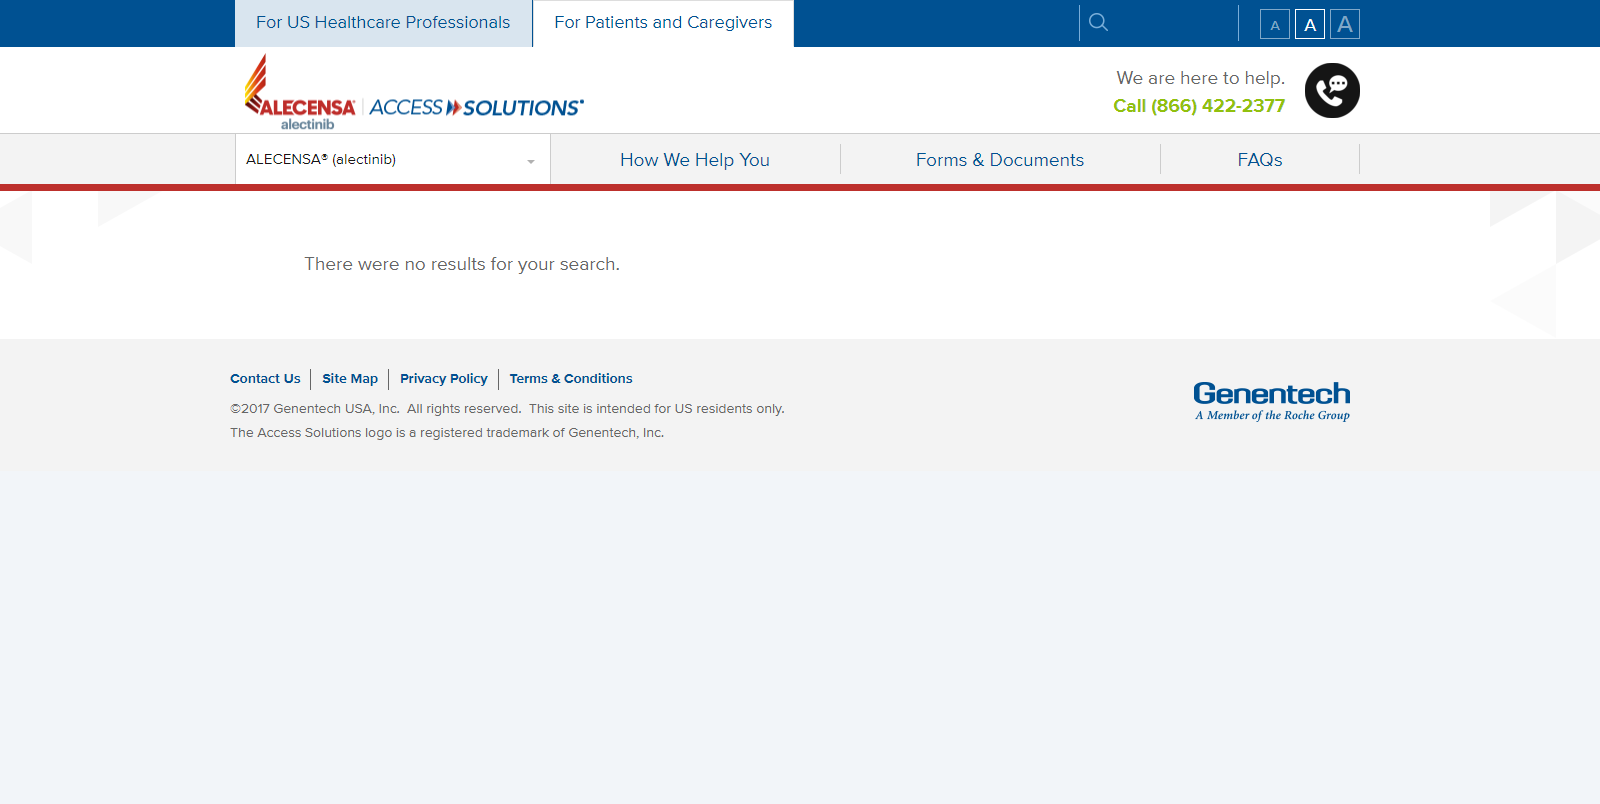 For US Healthcare Professionals
For Patients and Caregivers
A A A
ALECENSA®
alectinib
ACCESS SOLUTIONS®
We are here to help.
Call (866) 422-2377
ALECENSA® (alectinib)
How We Help You
Forms & Documents
FAQs
There were no results for your search.
Contact Us
Site Map
Privacy Policy
Terms & Conditions
©2017 Genentech USA, Inc. All rights reserved. This site is intended for US residents only.
The Access Solutions logo is a registered trademark of Genentech, Inc.
Genentech
A Member of the Roche Group